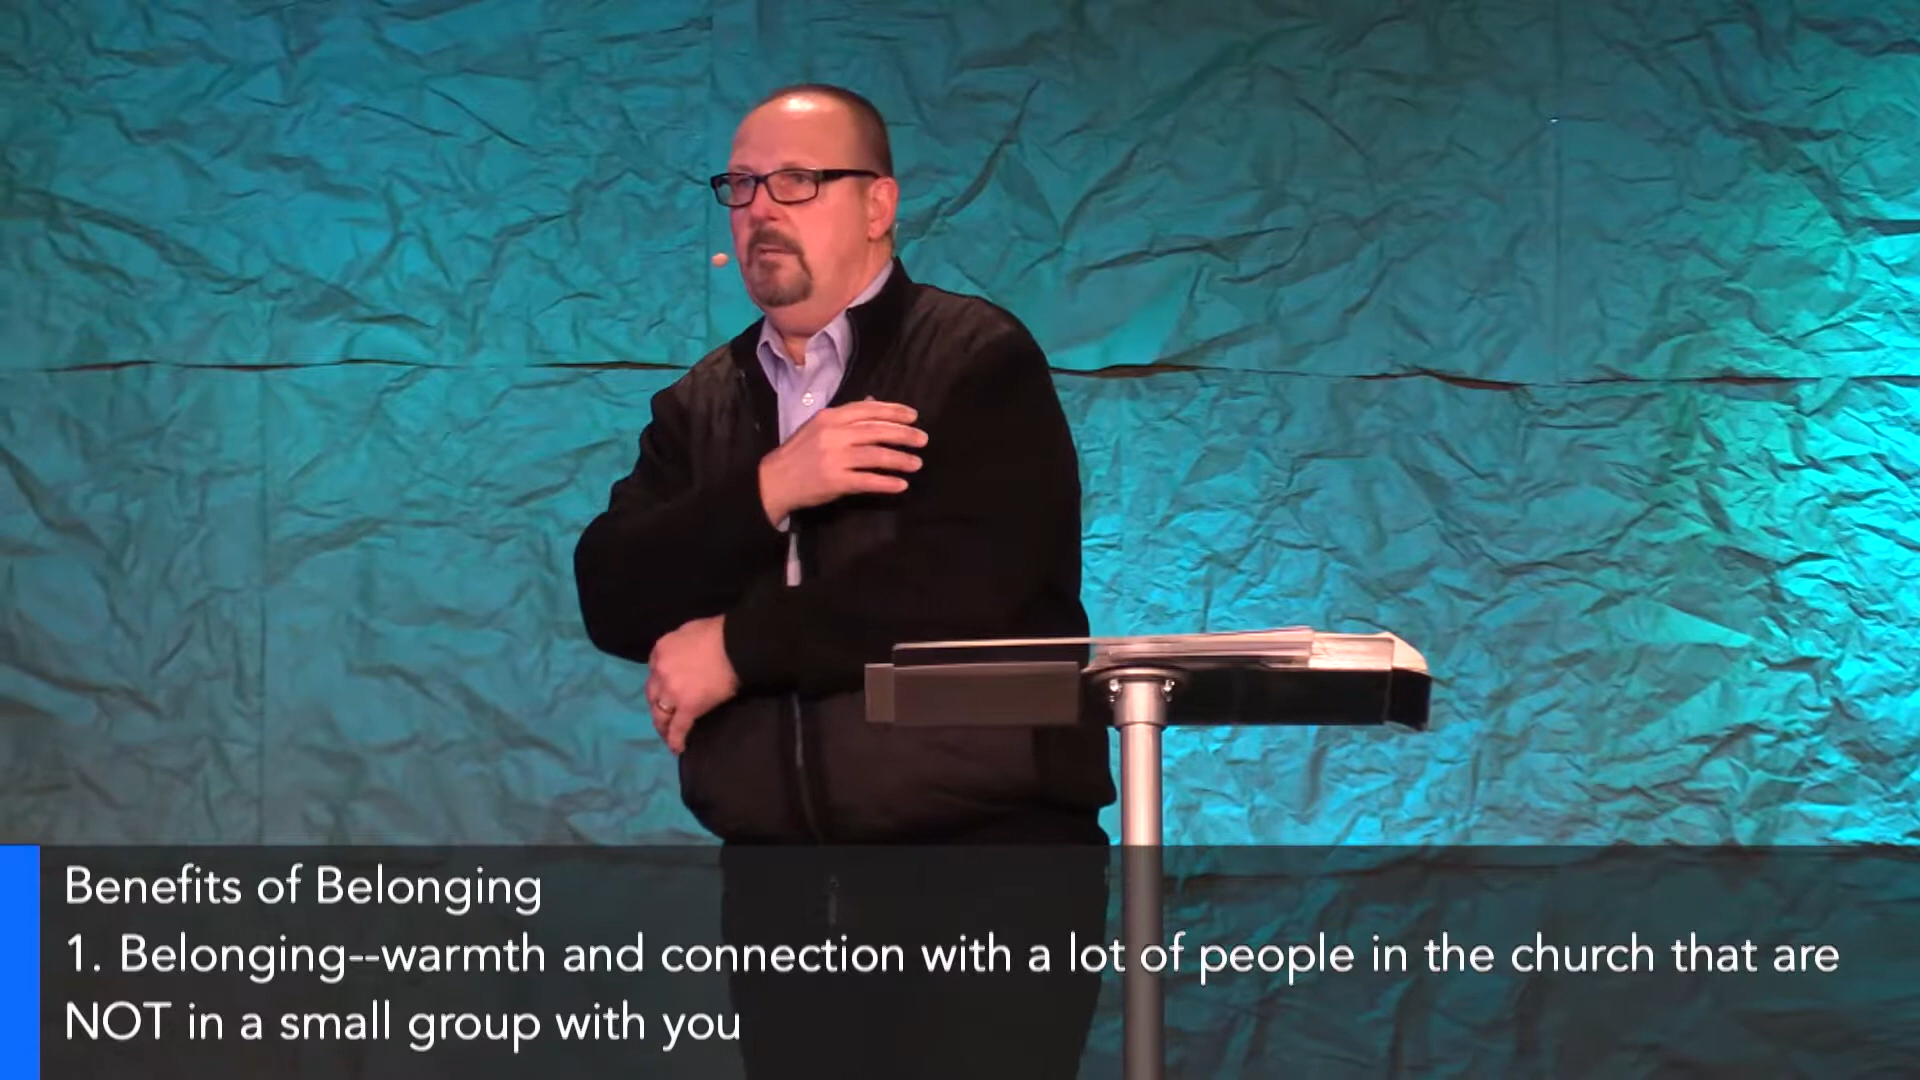 Benefits of Belonging
1. Belonging--warmth and connection with a lot of people in the church that are
NOT in a small group with you